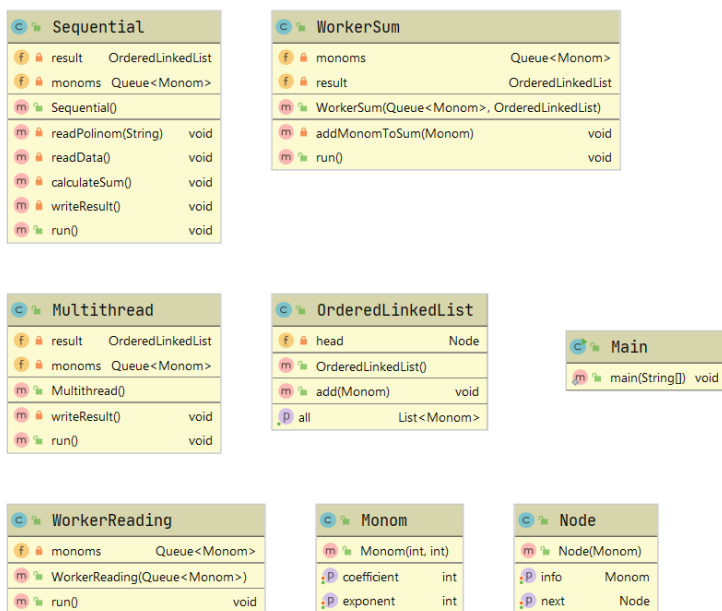 Sequential
result OrderedLinkedList
monoms Queue<Monom>
Sequential()
readPolinom(String) void
readData() void
calculateSum() void
writeResult() void
run() void
WorkerSum
monoms Queue<Monom>
result OrderedLinkedList
WorkerSum(Queue<Monom>, OrderedLinkedList)
addMonomToSum(Monom) void
run() void
Multithread
result OrderedLinkedList
monoms Queue<Monom>
Multithread()
writeResult() void
run() void
OrderedLinkedList
head Node
OrderedLinkedList()
add(Monom) void
all List<Monom>
Main
main(String[]) void
WorkerReading
monoms Queue<Monom>
WorkerReading(Queue<Monom>)
run() void
Monom
Monom(int, int)
coefficient int
exponent int
Node
Node(Monom)
info Monom
next Node